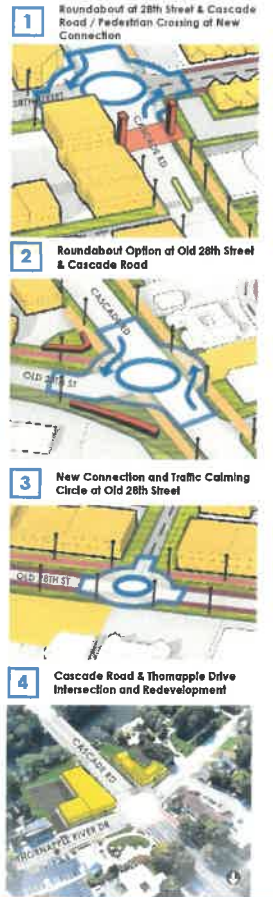 1
Roundabout at 28th Street & Cascade
Road / Pedestrian Crossing at New
Connection
28TH STREET
CASCADE RD
2
Roundabout Option at Old 28th Street
& Cascade Road
CASCADE RD
OLD 28TH ST
3
New Connection and Traffic Calming
Circle at Old 28th Street
OLD 28TH ST
4
Cascade Road & Thornapple Drive
Intersection and Redevelopment
CASCADE RD
THORNAPPLE RIVER DR